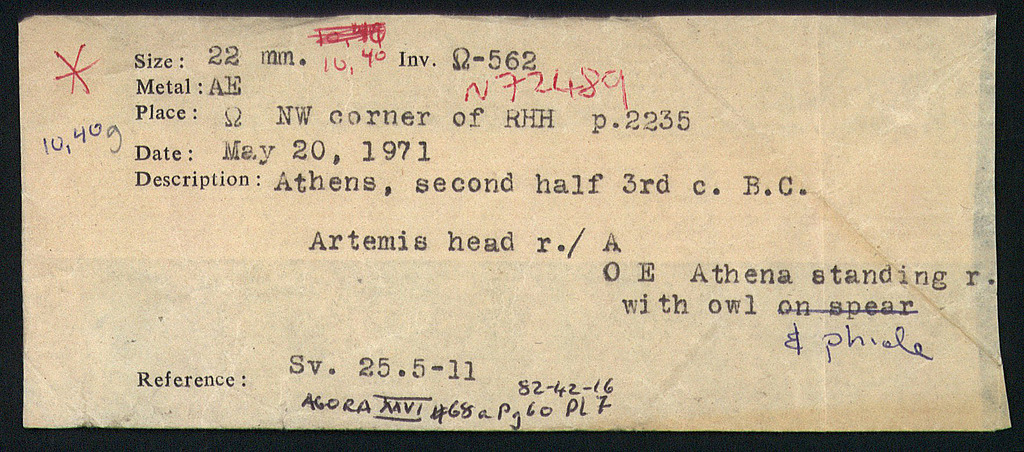 Size: 22 mm. 10,40 Inv. Ω-562
Metal: AE N72489
Place: Ω NW corner of RHH p.2235
10,40g
Date: May 20, 1971
Description: Athens, second half 3rd c. B.C.
Artemis head r./ A
O E Athena standing r.
with owl on spear
& phiale
Reference: Sv. 25.5-11
82-42-16
AGORA XXVI #68a Pg 60 Pl 7